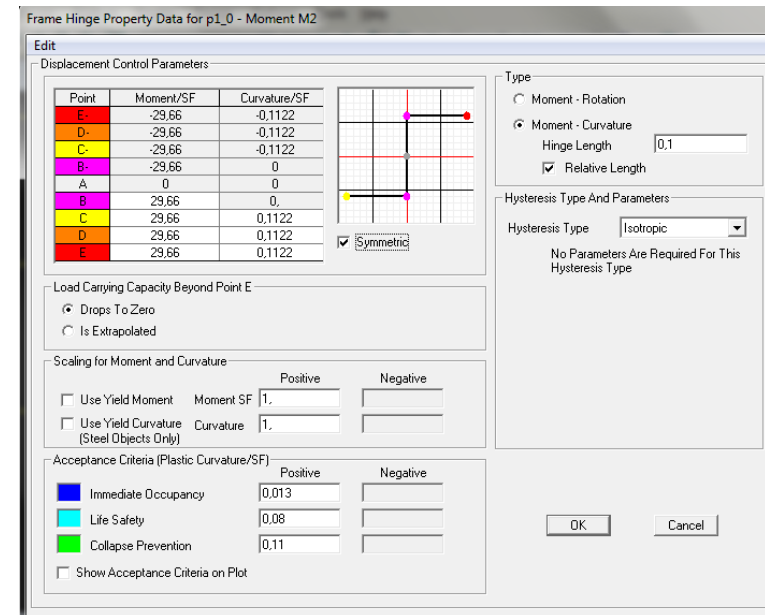 Frame Hinge Property Data for p1_0 - Moment M2
Edit
Displacement Control Parameters
Point Moment/SF Curvature/SF
E- -29,66 -0,1122
D- -29,66 -0,1122
C- -29,66 -0,1122
B- -29,66 0
A 0 0
B 29,66 0,
C 29,66 0,1122
D 29,66 0,1122
E 29,66 0,1122
Symmetric
Type
Moment - Rotation
Moment - Curvature
Hinge Length 0,1
Relative Length
Hysteresis Type And Parameters
Hysteresis Type Isotropic
No Parameters Are Required For This
Hysteresis Type
Load Carrying Capacity Beyond Point E
Drops To Zero
Is Extrapolated
Scaling for Moment and Curvature
Positive Negative
Use Yield Moment Moment SF 1,
Use Yield Curvature Curvature 1,
(Steel Objects Only)
Acceptance Criteria (Plastic Curvature/SF)
Positive Negative
Immediate Occupancy 0,013
Life Safety 0,08
Collapse Prevention 0,11
Show Acceptance Criteria on Plot
OK Cancel